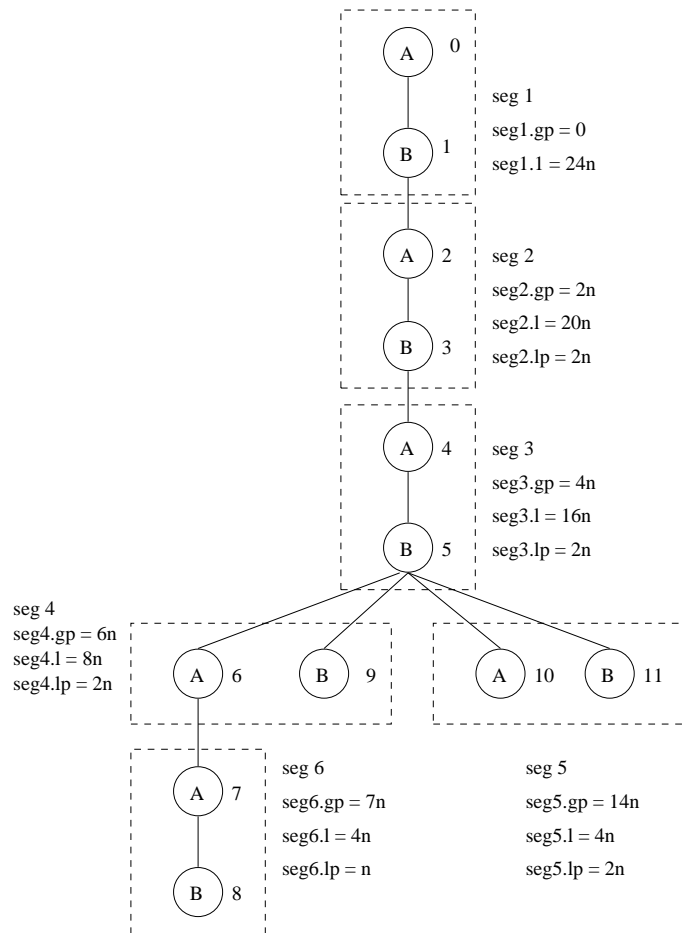 A 0
seg 1
seg1.gp = 0
B 1
seg1.1 = 24n
A 2
seg 2
seg2.gp = 2n
seg2.l = 20n
B 3
seg2.lp = 2n
A 4
seg 3
seg3.gp = 4n
seg3.l = 16n
B 5
seg3.lp = 2n
seg 4
seg4.gp = 6n
seg4.l = 8n
seg4.lp = 2n
A 6 B 9 A 10 B 11
A 7
B 8
seg 6
seg6.gp = 7n
seg6.l = 4n
seg6.lp = n
seg 5
seg5.gp = 14n
seg5.l = 4n
seg5.lp = 2n